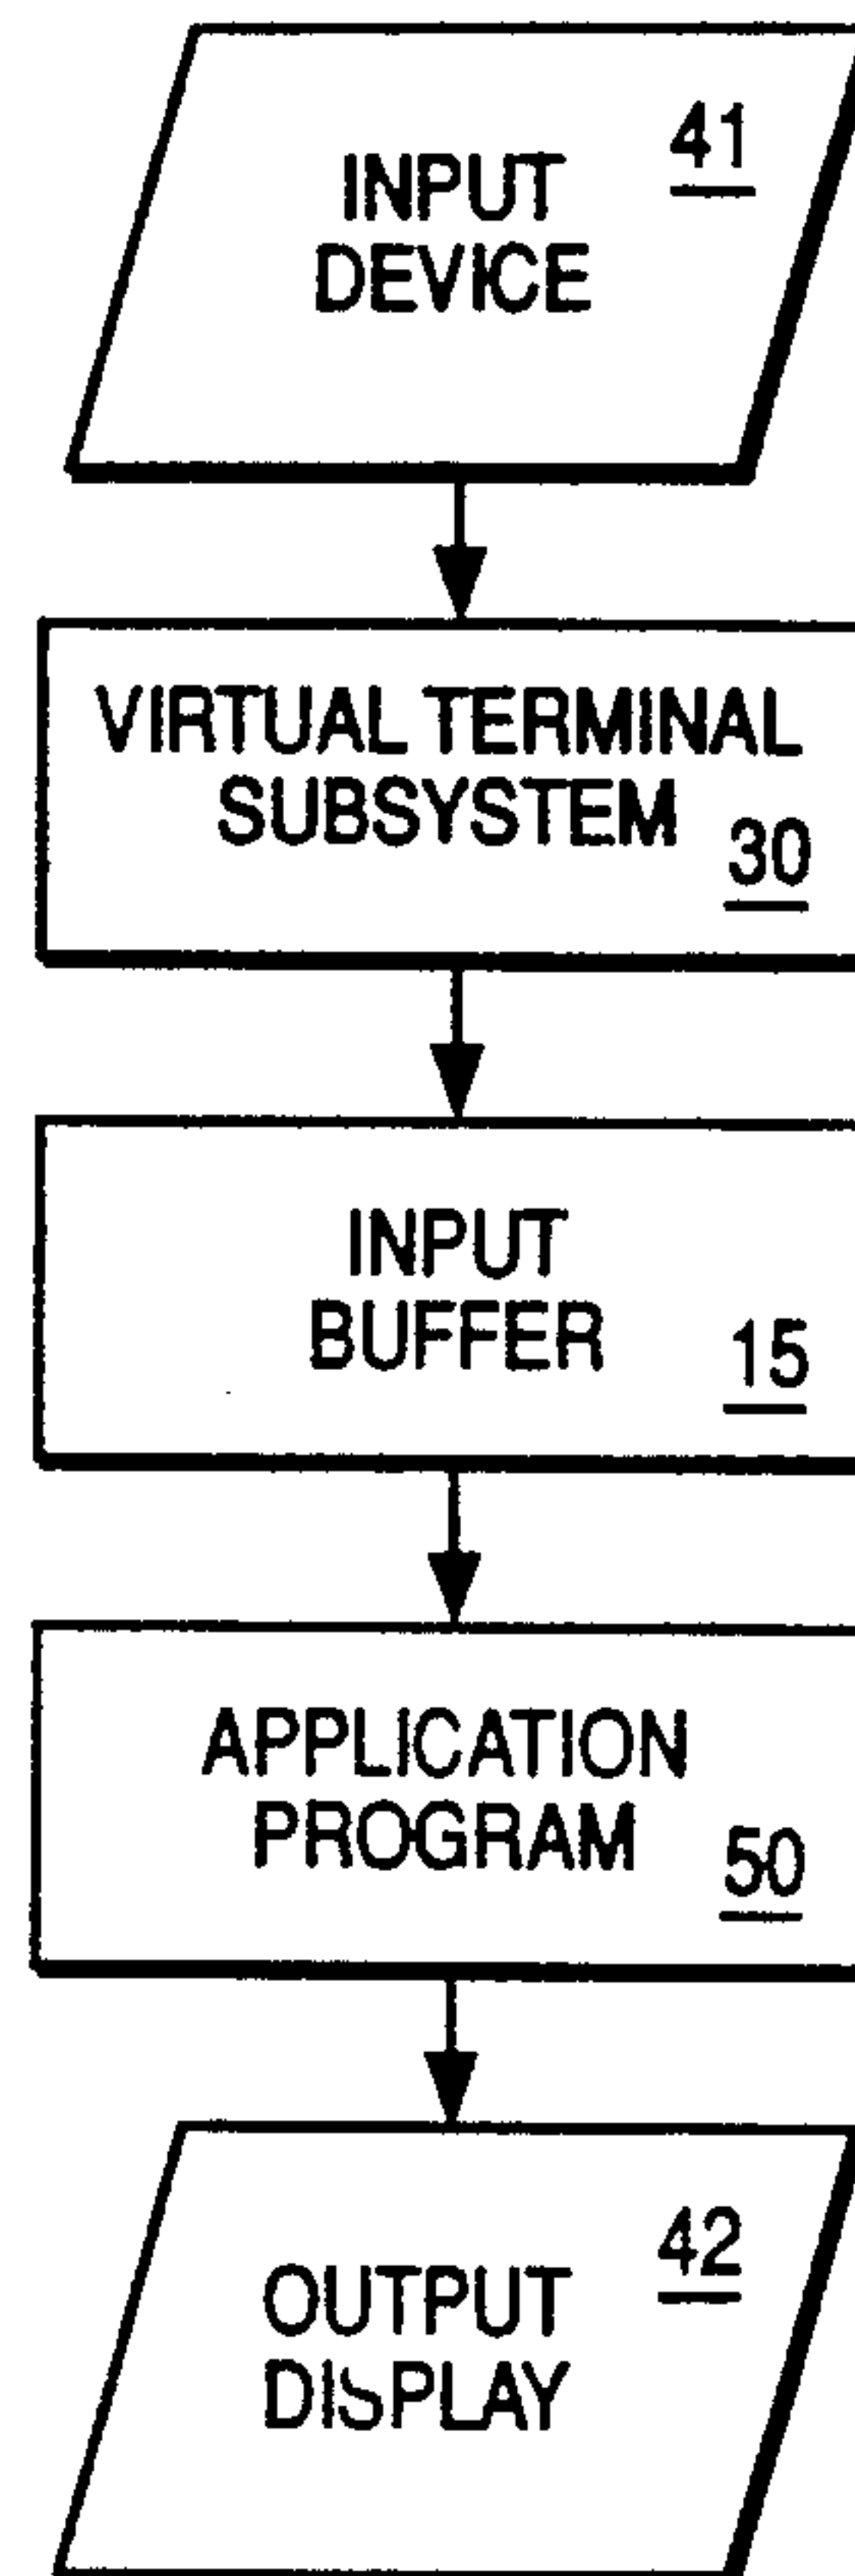 41
INPUT
DEVICE
VIRTUAL TERMINAL
SUBSYSTEM
30
INPUT
BUFFER
15
APPLICATION
PROGRAM
50
42
OUTPUT
DISPLAY